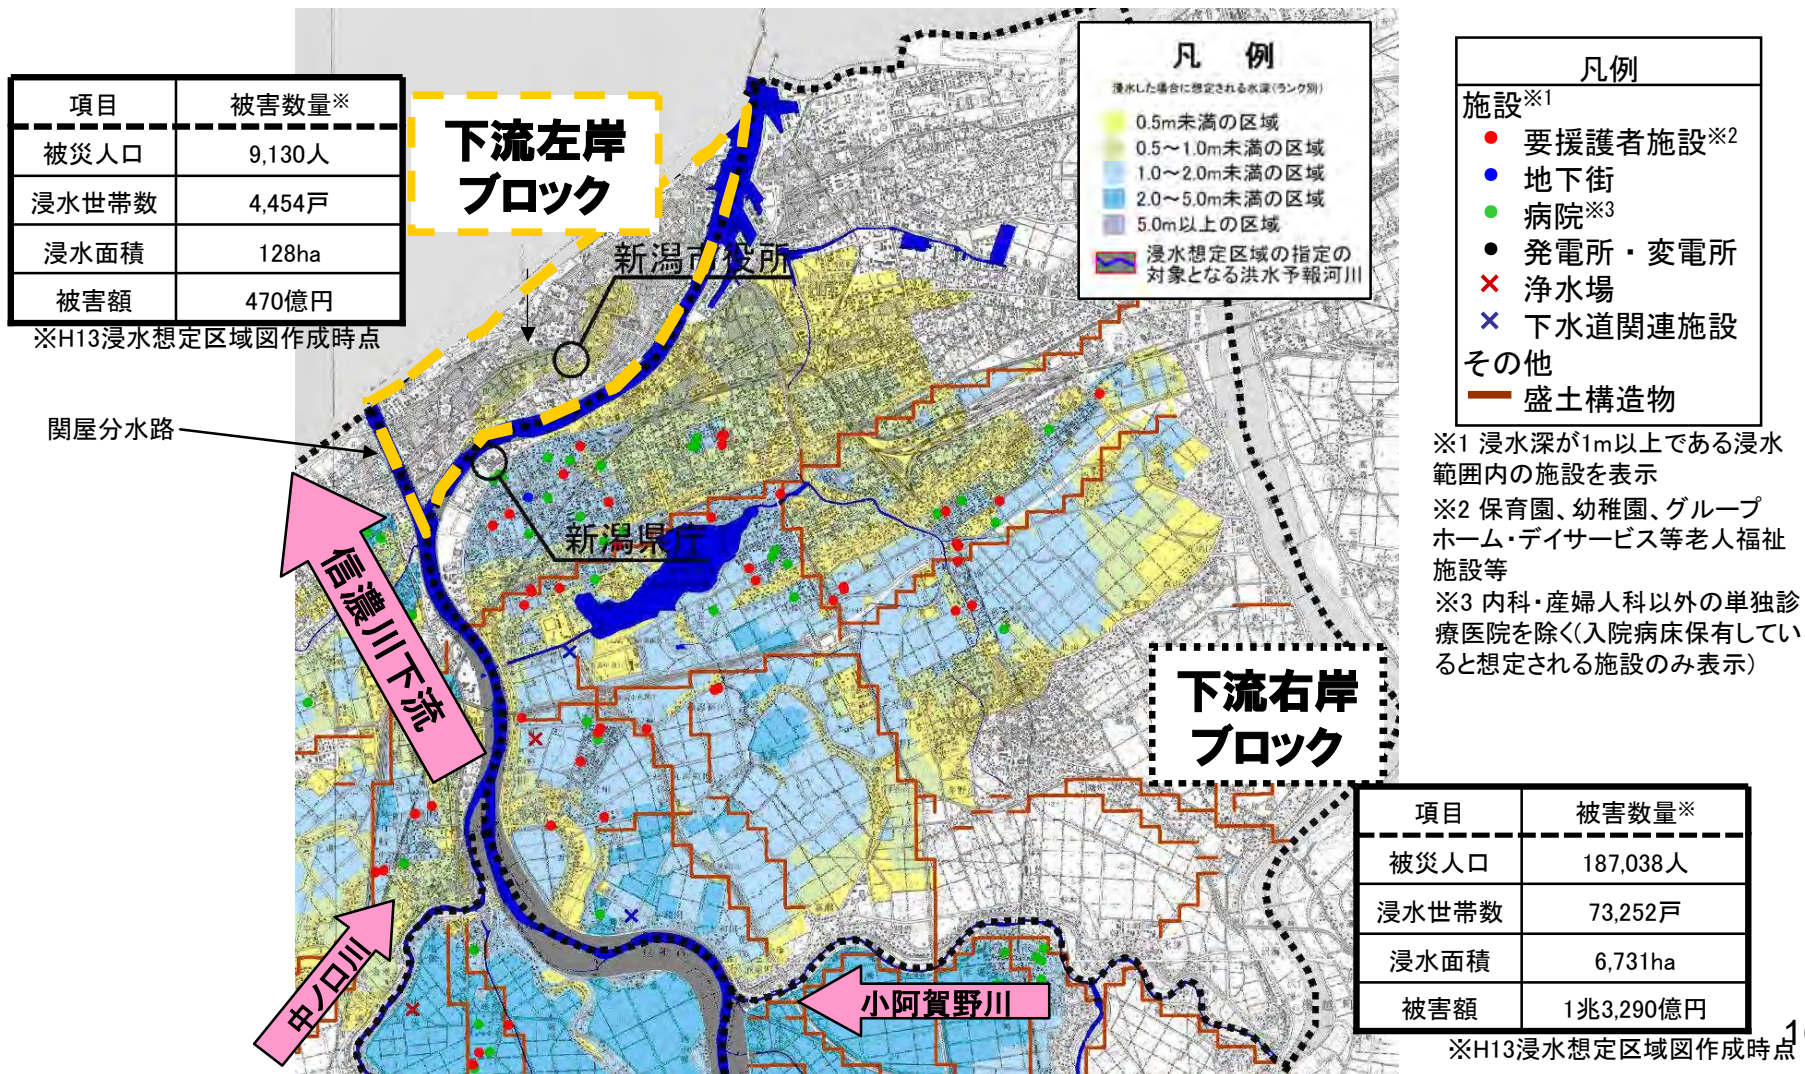 項目 被害数量※
被災人口 9,130人
浸水世帯数 4,454戸
浸水面積 128ha
被害額 470億円
※H13浸水想定区域図作成時点
下流左岸
ブロック
新潟市役所
関屋分水路
新潟県庁
信濃川下流
中ノ口川
小阿賀野川
凡 例
浸水した場合に想定される水深(ランク別)
0.5m未満の区域
0.5～1.0m未満の区域
1.0～2.0m未満の区域
2.0～5.0m未満の区域
5.0m以上の区域
浸水想定区域の指定の
対象となる洪水予報河川
凡例
施設※1
要援護者施設※2
地下街
病院※3
発電所・変電所
浄水場
下水道関連施設
その他
盛土構造物
※1 浸水深が1m以上である浸水
範囲内の施設を表示
※2 保育園、幼稚園、グループ
ホーム・デイサービス等老人福祉
施設等
※3 内科・産婦人科以外の単独診
療医院を除く(入院病床保有してい
ると想定される施設のみ表示)
下流右岸
ブロック
項目 被害数量※
被災人口 187,038人
浸水世帯数 73,252戸
浸水面積 6,731ha
被害額 1兆3,290億円
※H13浸水想定区域図作成時点